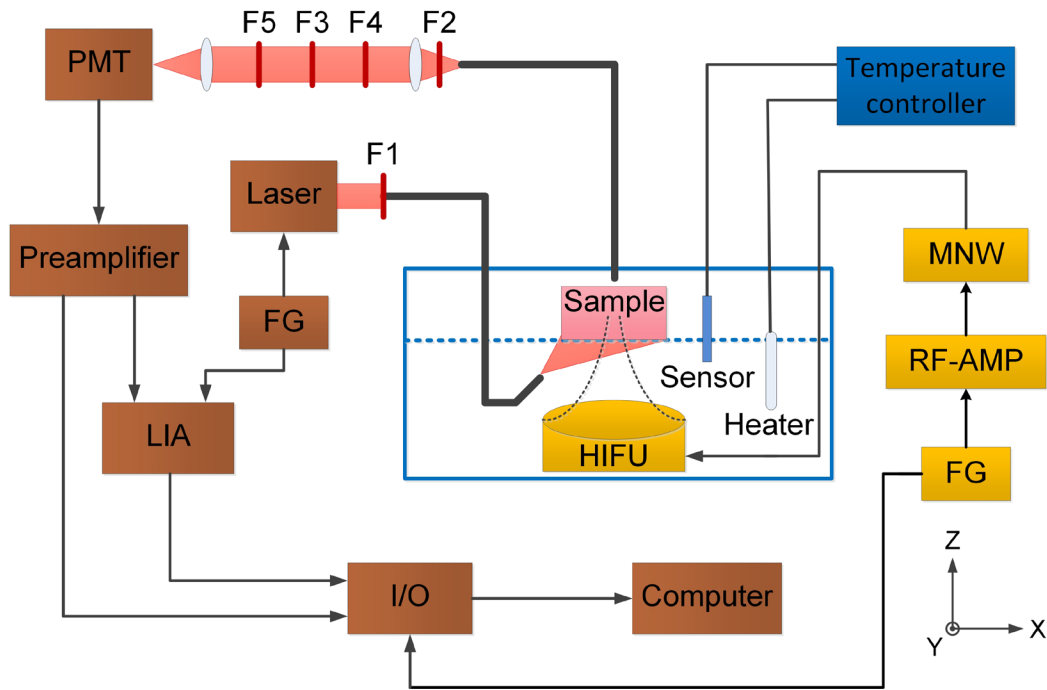 F5
F3
F4
F2
PMT
Temperature
controller
F1
Laser
Preamplifier
MNW
Sample
FG
RF-AMP
Sensor
Heater
LIA
HIFU
FG
Z
I/O
Computer
Y
X